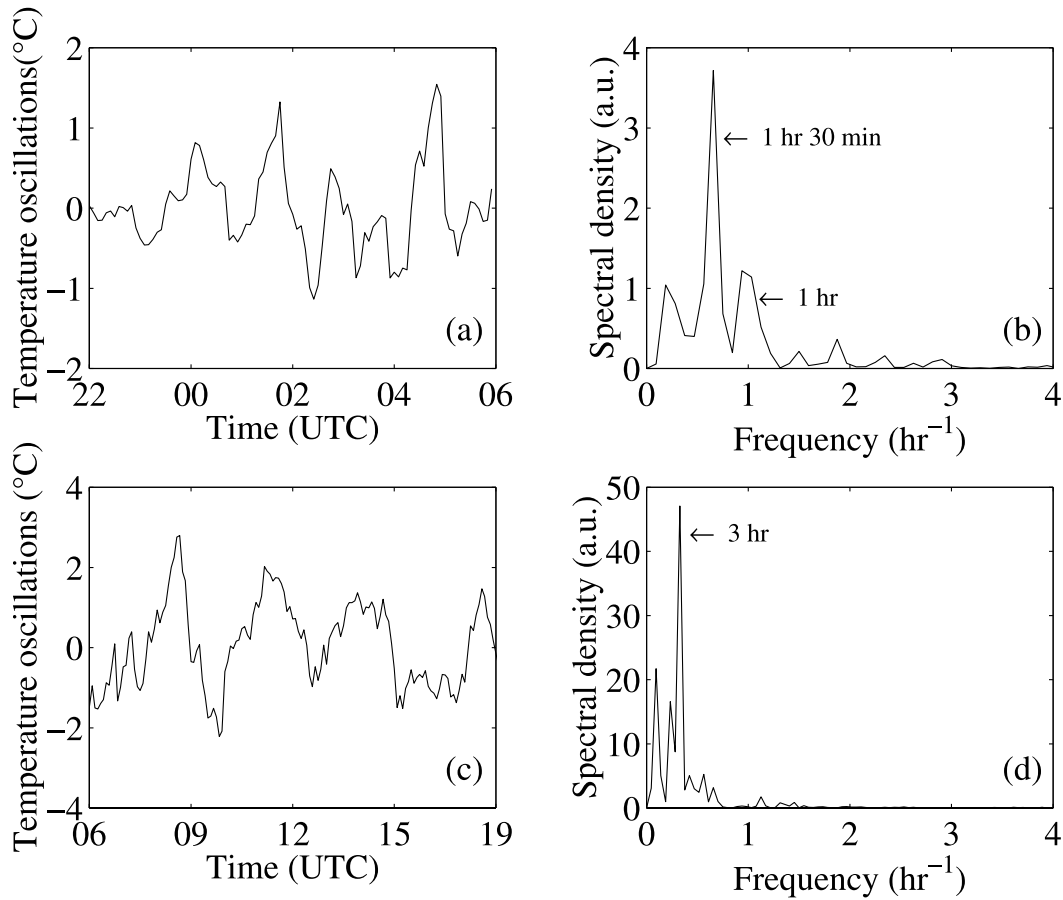 Temperature oscillations(°C)
2
1
0
−1
−2
(a)
22 00 02 04 06
Time (UTC)
Spectral density (a.u.)
4
3
2
1
0
← 1 hr 30 min
← 1 hr
(b)
0 1 2 3 4
Frequency (hr⁻¹)
Temperature oscillations (°C)
4
2
0
−2
−4
(c)
06 09 12 15 19
Time (UTC)
Spectral density (a.u.)
50
40
30
20
10
0
← 3 hr
(d)
0 1 2 3 4
Frequency (hr⁻¹)